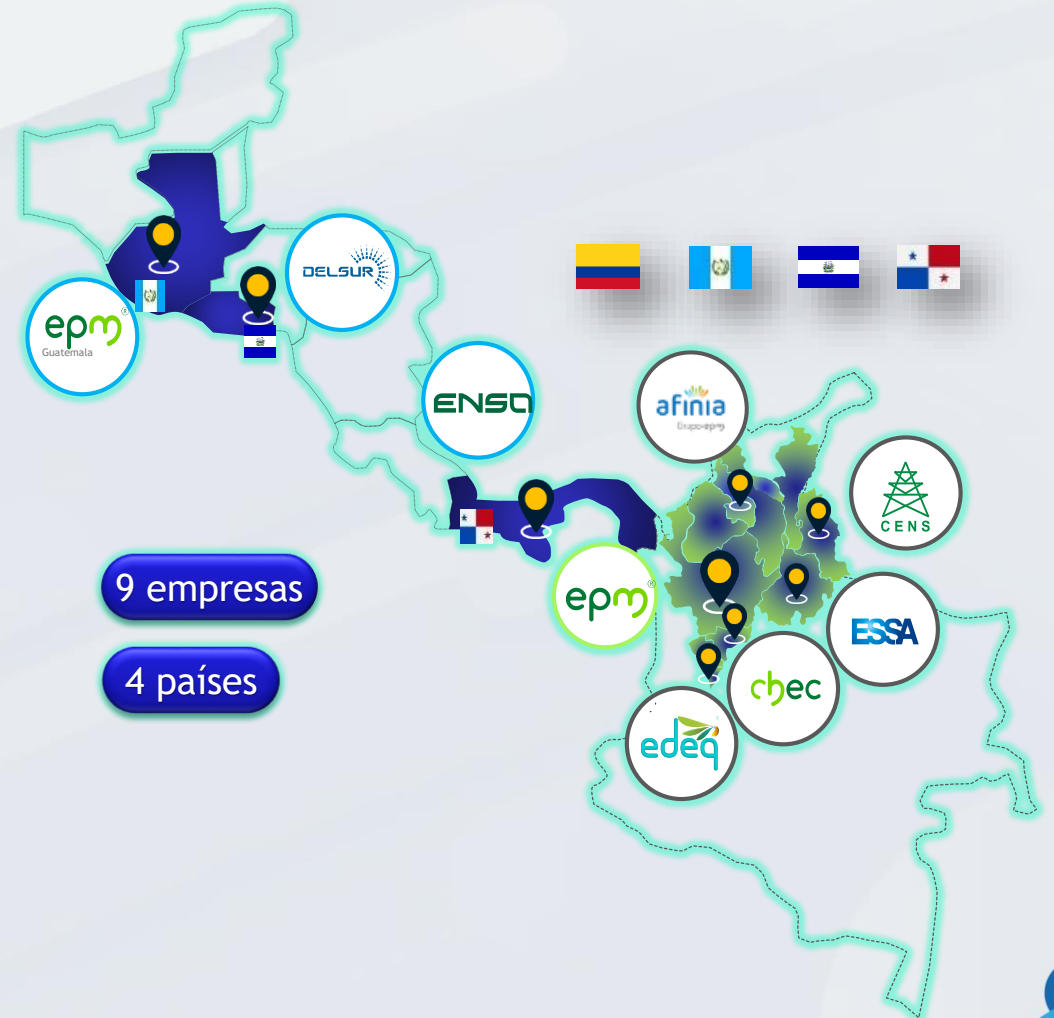 DELSUR
epm®
Guatemala
ENSA
afinia
Grupo·epm
CENS
9 empresas
epm®
ESSA
4 países
chec
edeq